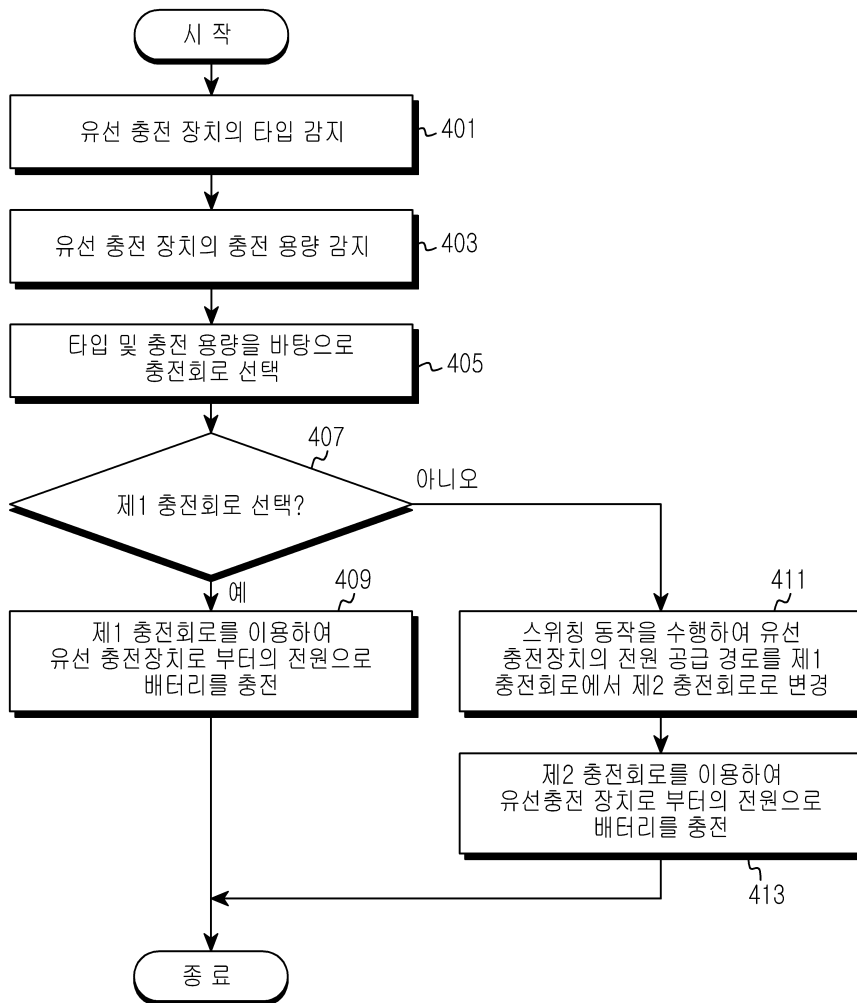 시 작
유선 충전 장치의 타입 감지
401
유선 충전 장치의 충전 용량 감지
403
타입 및 충전 용량을 바탕으로
충전회로 선택
405
407
제1 충전회로 선택?
아니오
예
409
제1 충전회로를 이용하여
유선 충전장치로 부터의 전원으로
배터리를 충전
411
스위칭 동작을 수행하여 유선
충전장치의 전원 공급 경로를 제1
충전회로에서 제2 충전회로로 변경
제2 충전회로를 이용하여
유선충전 장치로 부터의 전원으로
배터리를 충전
413
종 료